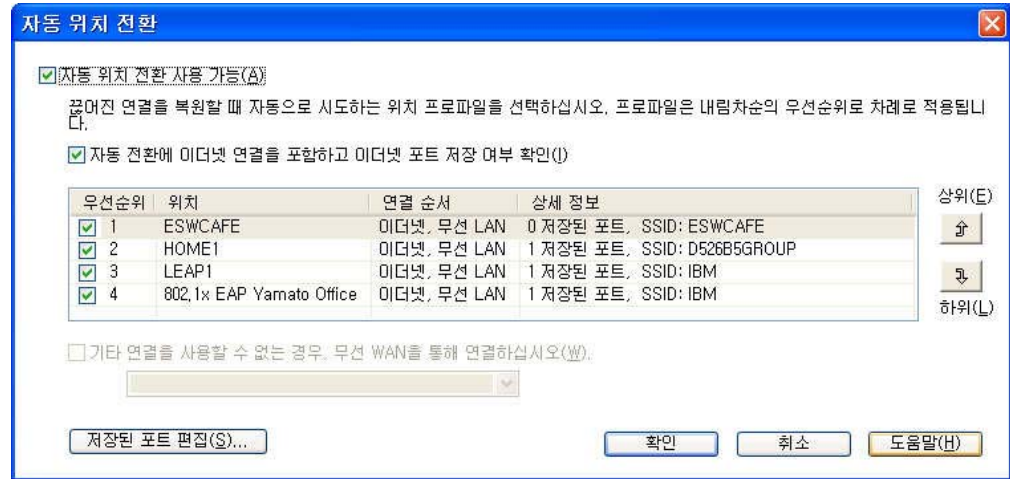 자동 위치 전환
자동 위치 전환 사용 가능(A)
끊어진 연결을 복원할 때 자동으로 시도하는 위치 프로파일을 선택하십시오. 프로파일은 내림차순의 우선순위로 차례로 적용됩니
다.
자동 전환에 이더넷 연결을 포함하고 이더넷 포트 저장 여부 확인(I)
우선순위 위치 연결 순서 상세 정보
1 ESWCAFE 이더넷, 무선 LAN 0 저장된 포트, SSID: ESWCAFE
2 HOME1 이더넷, 무선 LAN 1 저장된 포트, SSID: D526B5GROUP
3 LEAP1 이더넷, 무선 LAN 1 저장된 포트, SSID: IBM
4 802.1x EAP Yamato Office 이더넷, 무선 LAN 1 저장된 포트, SSID: IBM
상위(E)
하위(L)
기타 연결을 사용할 수 없는 경우, 무선 WAN을 통해 연결하십시오(W).
저장된 포트 편집(S)...
확인 취소 도움말(H)